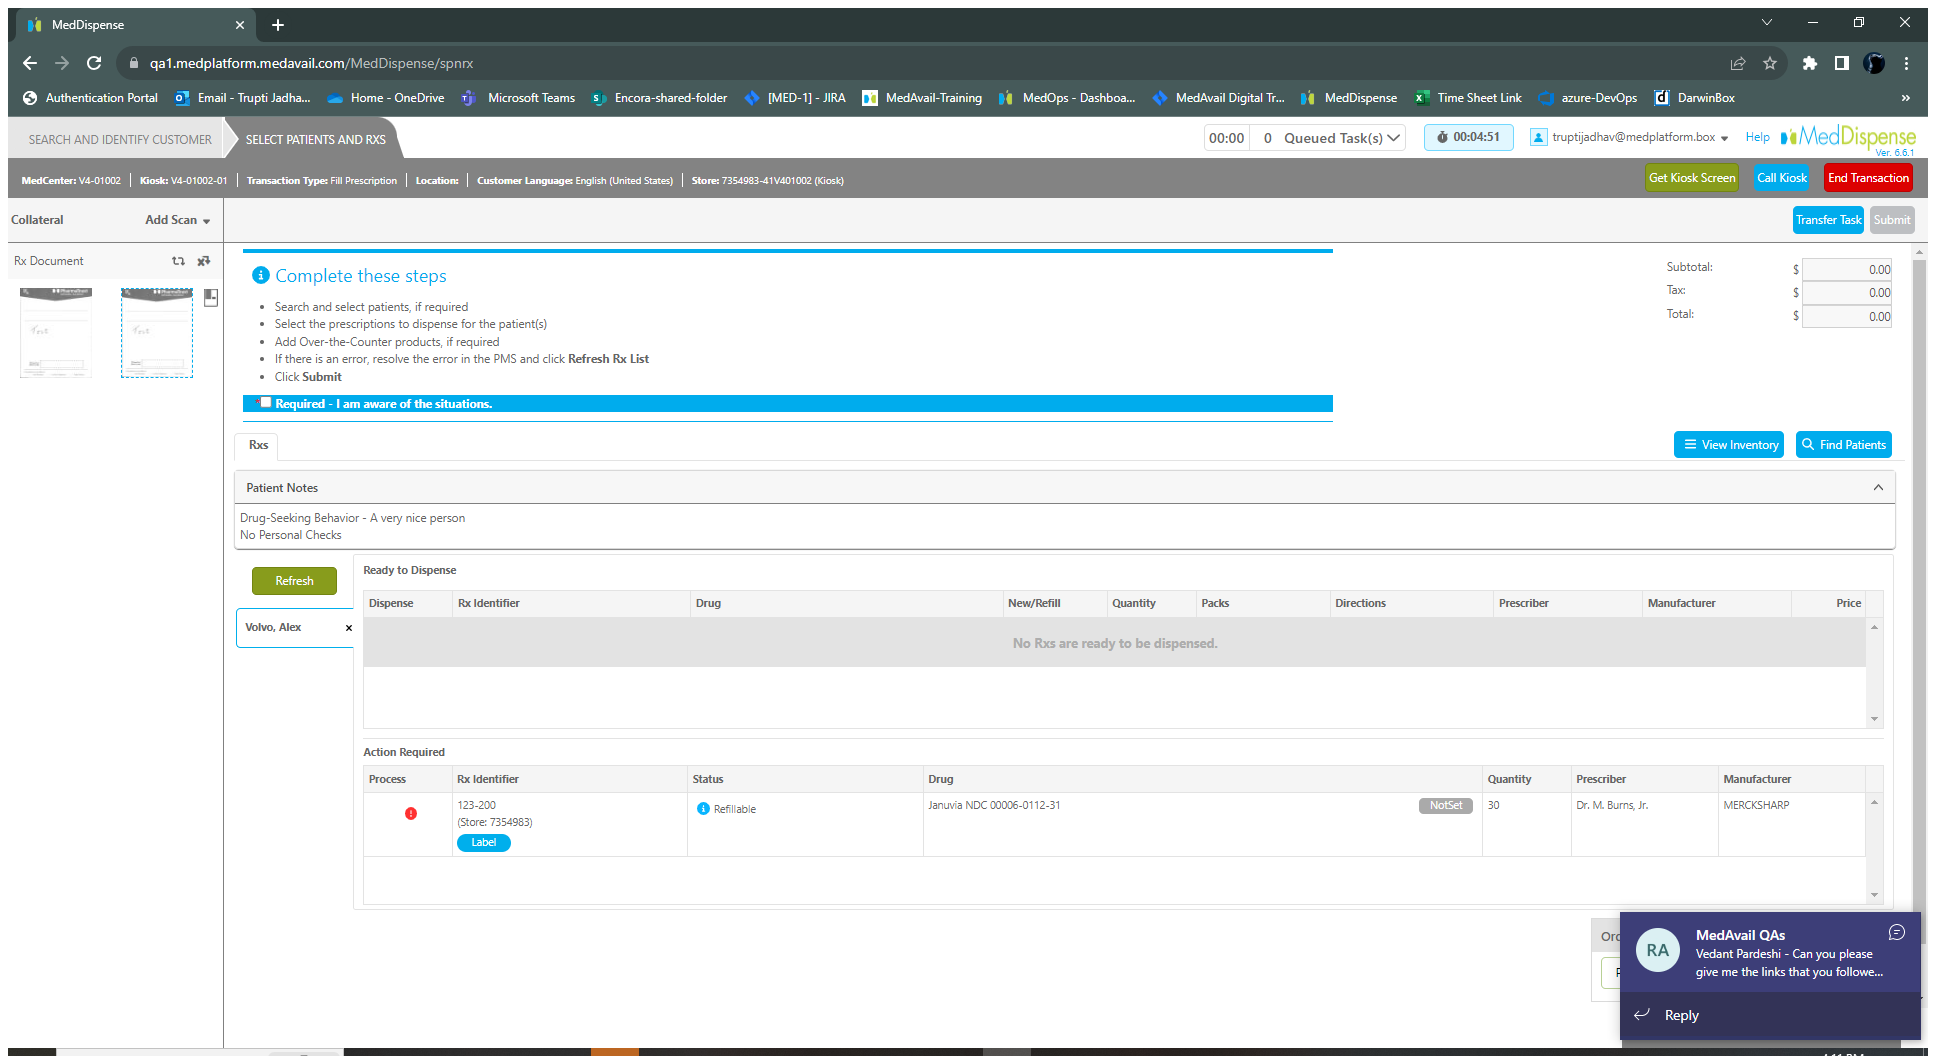 MedDispense
qa1.medplatform.medavail.com/MedDispense/spnrx
Authentication Portal
Email - Trupti Jadha...
Home - OneDrive
Microsoft Teams
Encora-shared-folder
[MED-1] - JIRA
MedAvail-Training
MedOps - Dashboa...
MedAvail Digital Tr...
MedDispense
Time Sheet Link
azure-DevOps
DarwinBox
SEARCH AND IDENTIFY CUSTOMER
SELECT PATIENTS AND RXS
00:00 0 Queued Task(s)
00:04:51
truptijadhav@medplatform.box
Help
MedDispense
Ver. 6.6.1
MedCenter: V4-01002 | Kiosk: V4-01002-01 | Transaction Type: Fill Prescription | Location: | Customer Language: English (United States) | Store: 7354983-41V401002 (Kiosk)
Get Kiosk Screen
Call Kiosk
End Transaction
Collateral
Add Scan
Transfer Task
Submit
Rx Document
Test
Test
Complete these steps
• Search and select patients, if required
• Select the prescriptions to dispense for the patient(s)
• Add Over-the-Counter products, if required
• If there is an error, resolve the error in the PMS and click Refresh Rx List
• Click Submit
* Required - I am aware of the situations.
Subtotal: $ 0.00
Tax: $ 0.00
Total: $ 0.00
Rxs
View Inventory
Find Patients
Patient Notes
Drug-Seeking Behavior - A very nice person
No Personal Checks
Refresh
Volvo, Alex x
Ready to Dispense
Dispense Rx Identifier Drug New/Refill Quantity Packs Directions Prescriber Manufacturer Price
No Rxs are ready to be dispensed.
Action Required
Process Rx Identifier Status Drug Quantity Prescriber Manufacturer
123-200
(Store: 7354983)
Label
Refillable
Januvia NDC 00006-0112-31
NotSet
30
Dr. M. Burns, Jr.
MERCKSHARP
RA
MedAvail QAs
Vedant Pardeshi - Can you please
give me the links that you followe...
Reply